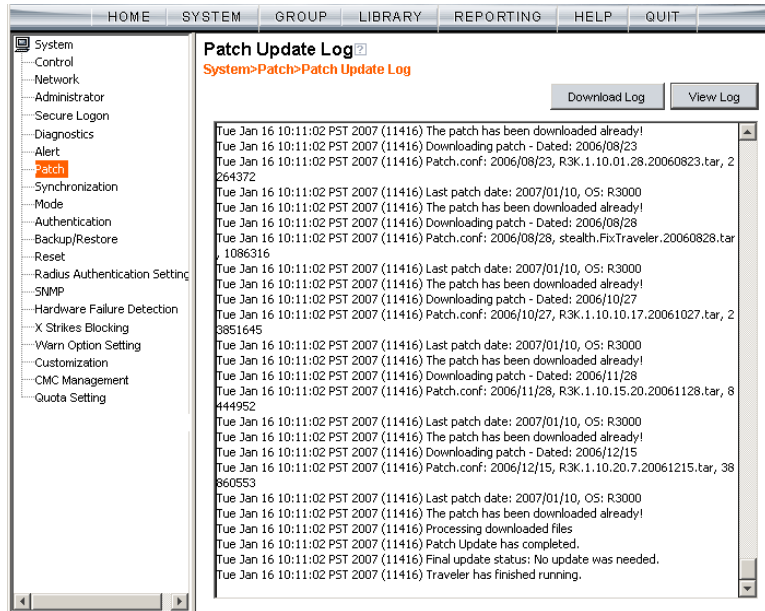 HOME SYSTEM GROUP LIBRARY REPORTING HELP QUIT
System
Control
Network
Administrator
Secure Logon
Diagnostics
Alert
Patch
Synchronization
Mode
Authentication
Backup/Restore
Reset
Radius Authentication Setting
SNMP
Hardware Failure Detection
X Strikes Blocking
Warn Option Setting
Customization
CMC Management
Quota Setting
Patch Update Log
System>Patch>Patch Update Log
Download Log View Log
Tue Jan 16 10:11:02 PST 2007 (11416) The patch has been downloaded already!
Tue Jan 16 10:11:02 PST 2007 (11416) Downloading patch - Dated: 2006/08/23
Tue Jan 16 10:11:02 PST 2007 (11416) Patch.conf: 2006/08/23, R3K.1.10.01.28.20060823.tar, 2
264372
Tue Jan 16 10:11:02 PST 2007 (11416) Last patch date: 2007/01/10, OS: R3000
Tue Jan 16 10:11:02 PST 2007 (11416) The patch has been downloaded already!
Tue Jan 16 10:11:02 PST 2007 (11416) Downloading patch - Dated: 2006/08/28
Tue Jan 16 10:11:02 PST 2007 (11416) Patch.conf: 2006/08/28, stealth.FixTraveler.20060828.tar
, 1086316
Tue Jan 16 10:11:02 PST 2007 (11416) Last patch date: 2007/01/10, OS: R3000
Tue Jan 16 10:11:02 PST 2007 (11416) The patch has been downloaded already!
Tue Jan 16 10:11:02 PST 2007 (11416) Downloading patch - Dated: 2006/10/27
Tue Jan 16 10:11:02 PST 2007 (11416) Patch.conf: 2006/10/27, R3K.1.10.10.17.20061027.tar, 2
3851645
Tue Jan 16 10:11:02 PST 2007 (11416) Last patch date: 2007/01/10, OS: R3000
Tue Jan 16 10:11:02 PST 2007 (11416) The patch has been downloaded already!
Tue Jan 16 10:11:02 PST 2007 (11416) Downloading patch - Dated: 2006/11/28
Tue Jan 16 10:11:02 PST 2007 (11416) Patch.conf: 2006/11/28, R3K.1.10.15.20.20061128.tar, 8
444952
Tue Jan 16 10:11:02 PST 2007 (11416) Last patch date: 2007/01/10, OS: R3000
Tue Jan 16 10:11:02 PST 2007 (11416) The patch has been downloaded already!
Tue Jan 16 10:11:02 PST 2007 (11416) Downloading patch - Dated: 2006/12/15
Tue Jan 16 10:11:02 PST 2007 (11416) Patch.conf: 2006/12/15, R3K.1.10.20.7.20061215.tar, 38
860553
Tue Jan 16 10:11:02 PST 2007 (11416) Last patch date: 2007/01/10, OS: R3000
Tue Jan 16 10:11:02 PST 2007 (11416) The patch has been downloaded already!
Tue Jan 16 10:11:02 PST 2007 (11416) Processing downloaded files
Tue Jan 16 10:11:02 PST 2007 (11416) Patch Update has completed.
Tue Jan 16 10:11:02 PST 2007 (11416) Final update status: No update was needed.
Tue Jan 16 10:11:02 PST 2007 (11416) Traveler has finished running.